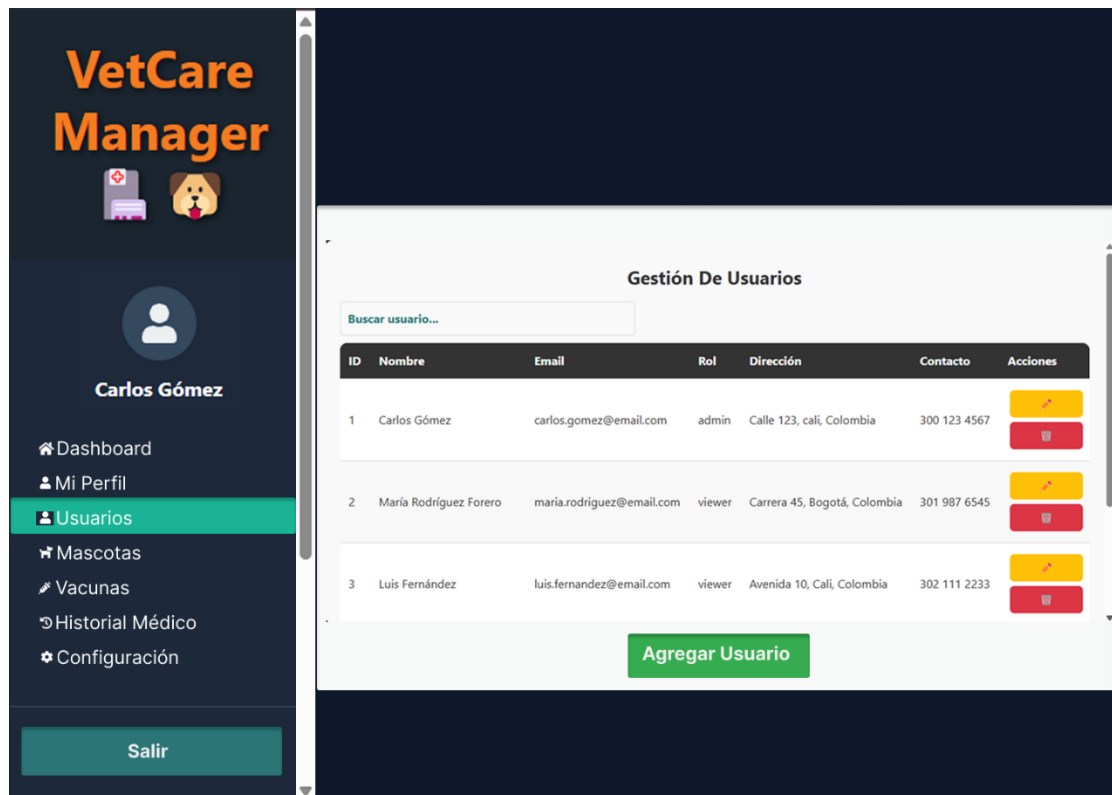 VetCare
Manager
Carlos Gómez
Dashboard
Mi Perfil
Usuarios
Mascotas
Vacunas
Historial Médico
Configuración
Salir
Gestión De Usuarios
Buscar usuario...
ID Nombre Email Rol Dirección Contacto Acciones
1 Carlos Gómez carlos.gomez@email.com admin Calle 123, cali, Colombia 300 123 4567
2 María Rodríguez Forero maria.rodriguez@email.com viewer Carrera 45, Bogotá, Colombia 301 987 6545
3 Luis Fernández luis.fernandez@email.com viewer Avenida 10, Cali, Colombia 302 111 2233
Agregar Usuario